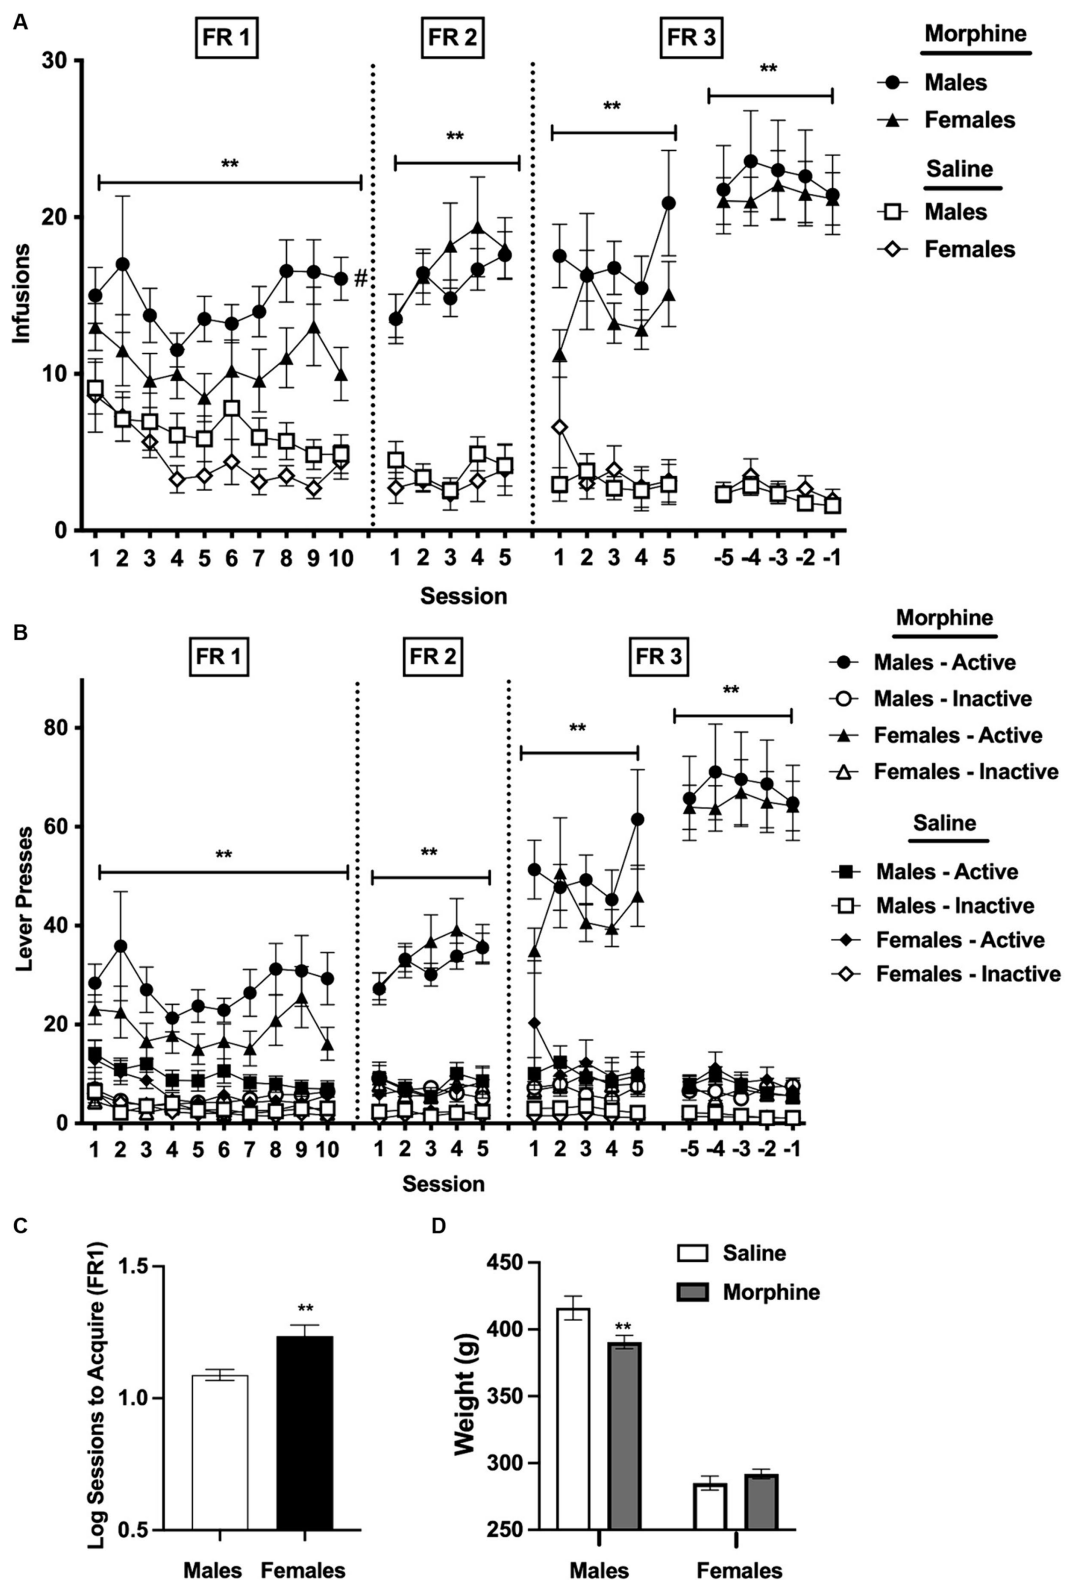 A
FR 1
FR 2
FR 3
Morphine
Males
Females
Saline
Males
Females
**
**
**
**
#
30
20
10
0
Infusions
1 2 3 4 5 6 7 8 9 10 1 2 3 4 5 1 2 3 4 5 -5 -4 -3 -2 -1
Session
B
FR 1
FR 2
FR 3
Morphine
Males - Active
Males - Inactive
Females - Active
Females - Inactive
Saline
Males - Active
Males - Inactive
Females - Active
Females - Inactive
**
**
**
**
80
60
40
20
0
Lever Presses
1 2 3 4 5 6 7 8 9 10 1 2 3 4 5 1 2 3 4 5 -5 -4 -3 -2 -1
Session
C
Log Sessions to Acquire (FR1)
1.5
1.0
0.5
**
Males Females
D
Saline
Morphine
Weight (g)
450
400
350
300
250
**
Males Females